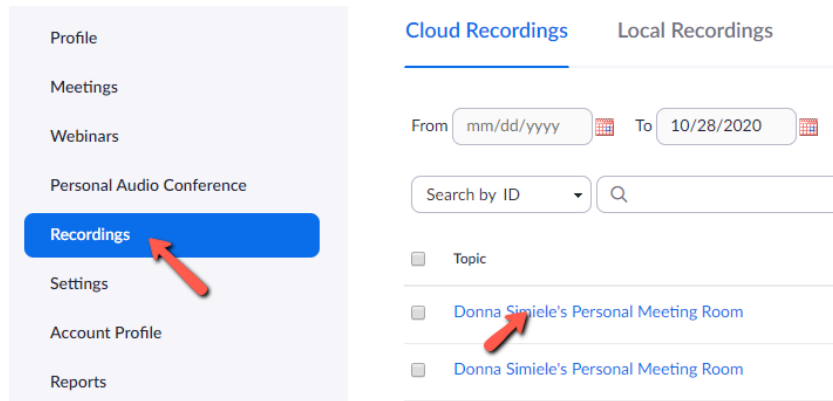 Profile
Meetings
Webinars
Personal Audio Conference
Recordings
Settings
Account Profile
Reports
Cloud Recordings Local Recordings
From mm/dd/yyyy To 10/28/2020
Search by ID
Topic
Donna Simiele's Personal Meeting Room
Donna Simiele's Personal Meeting Room